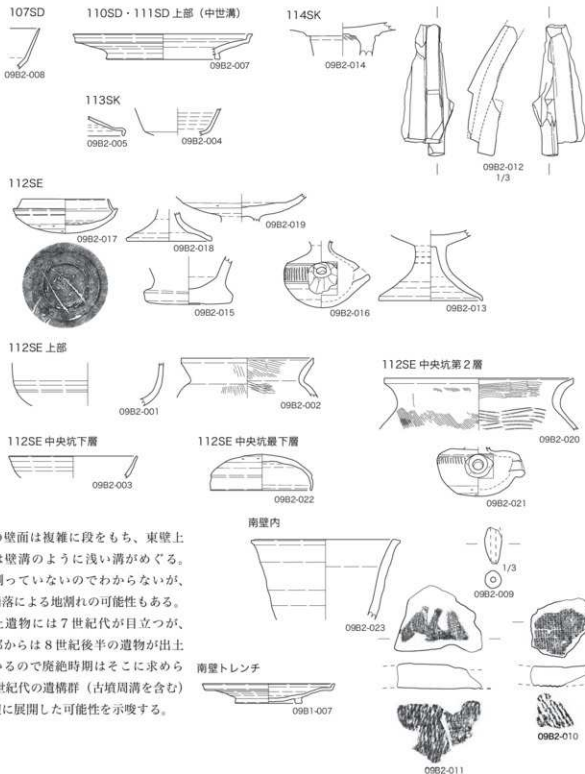 107SD
110SD・111SD 上部（中世溝）
114SK
09B2-008
09B2-007
09B2-014
113SK
09B2-005
09B2-004
09B2-012
1/3
112SE
09B2-017
09B2-018
09B2-019
09B2-015
09B2-016
09B2-013
112SE 上部
09B2-001
09B2-002
112SE 中央坑第２層
09B2-020
112SE 中央坑下層
09B2-003
112SE 中央坑最下層
09B2-022
09B2-021
の壁面は複雑に段をもち、東壁上
は壁溝のように浅い溝がめぐる。
っていないのでわからないが、
落による地割れの可能性もある。
遺物には７世紀代が目立つが、
からは８世紀後半の遺物が出土
いるので廃絶時期はそこに求めら
世紀代の遺構群（古墳周溝を含む）
に展開した可能性を示唆する。
南壁内
09B2-023
1/3
09B2-009
南壁トレンチ
09B1-007
09B2-011
09B2-010